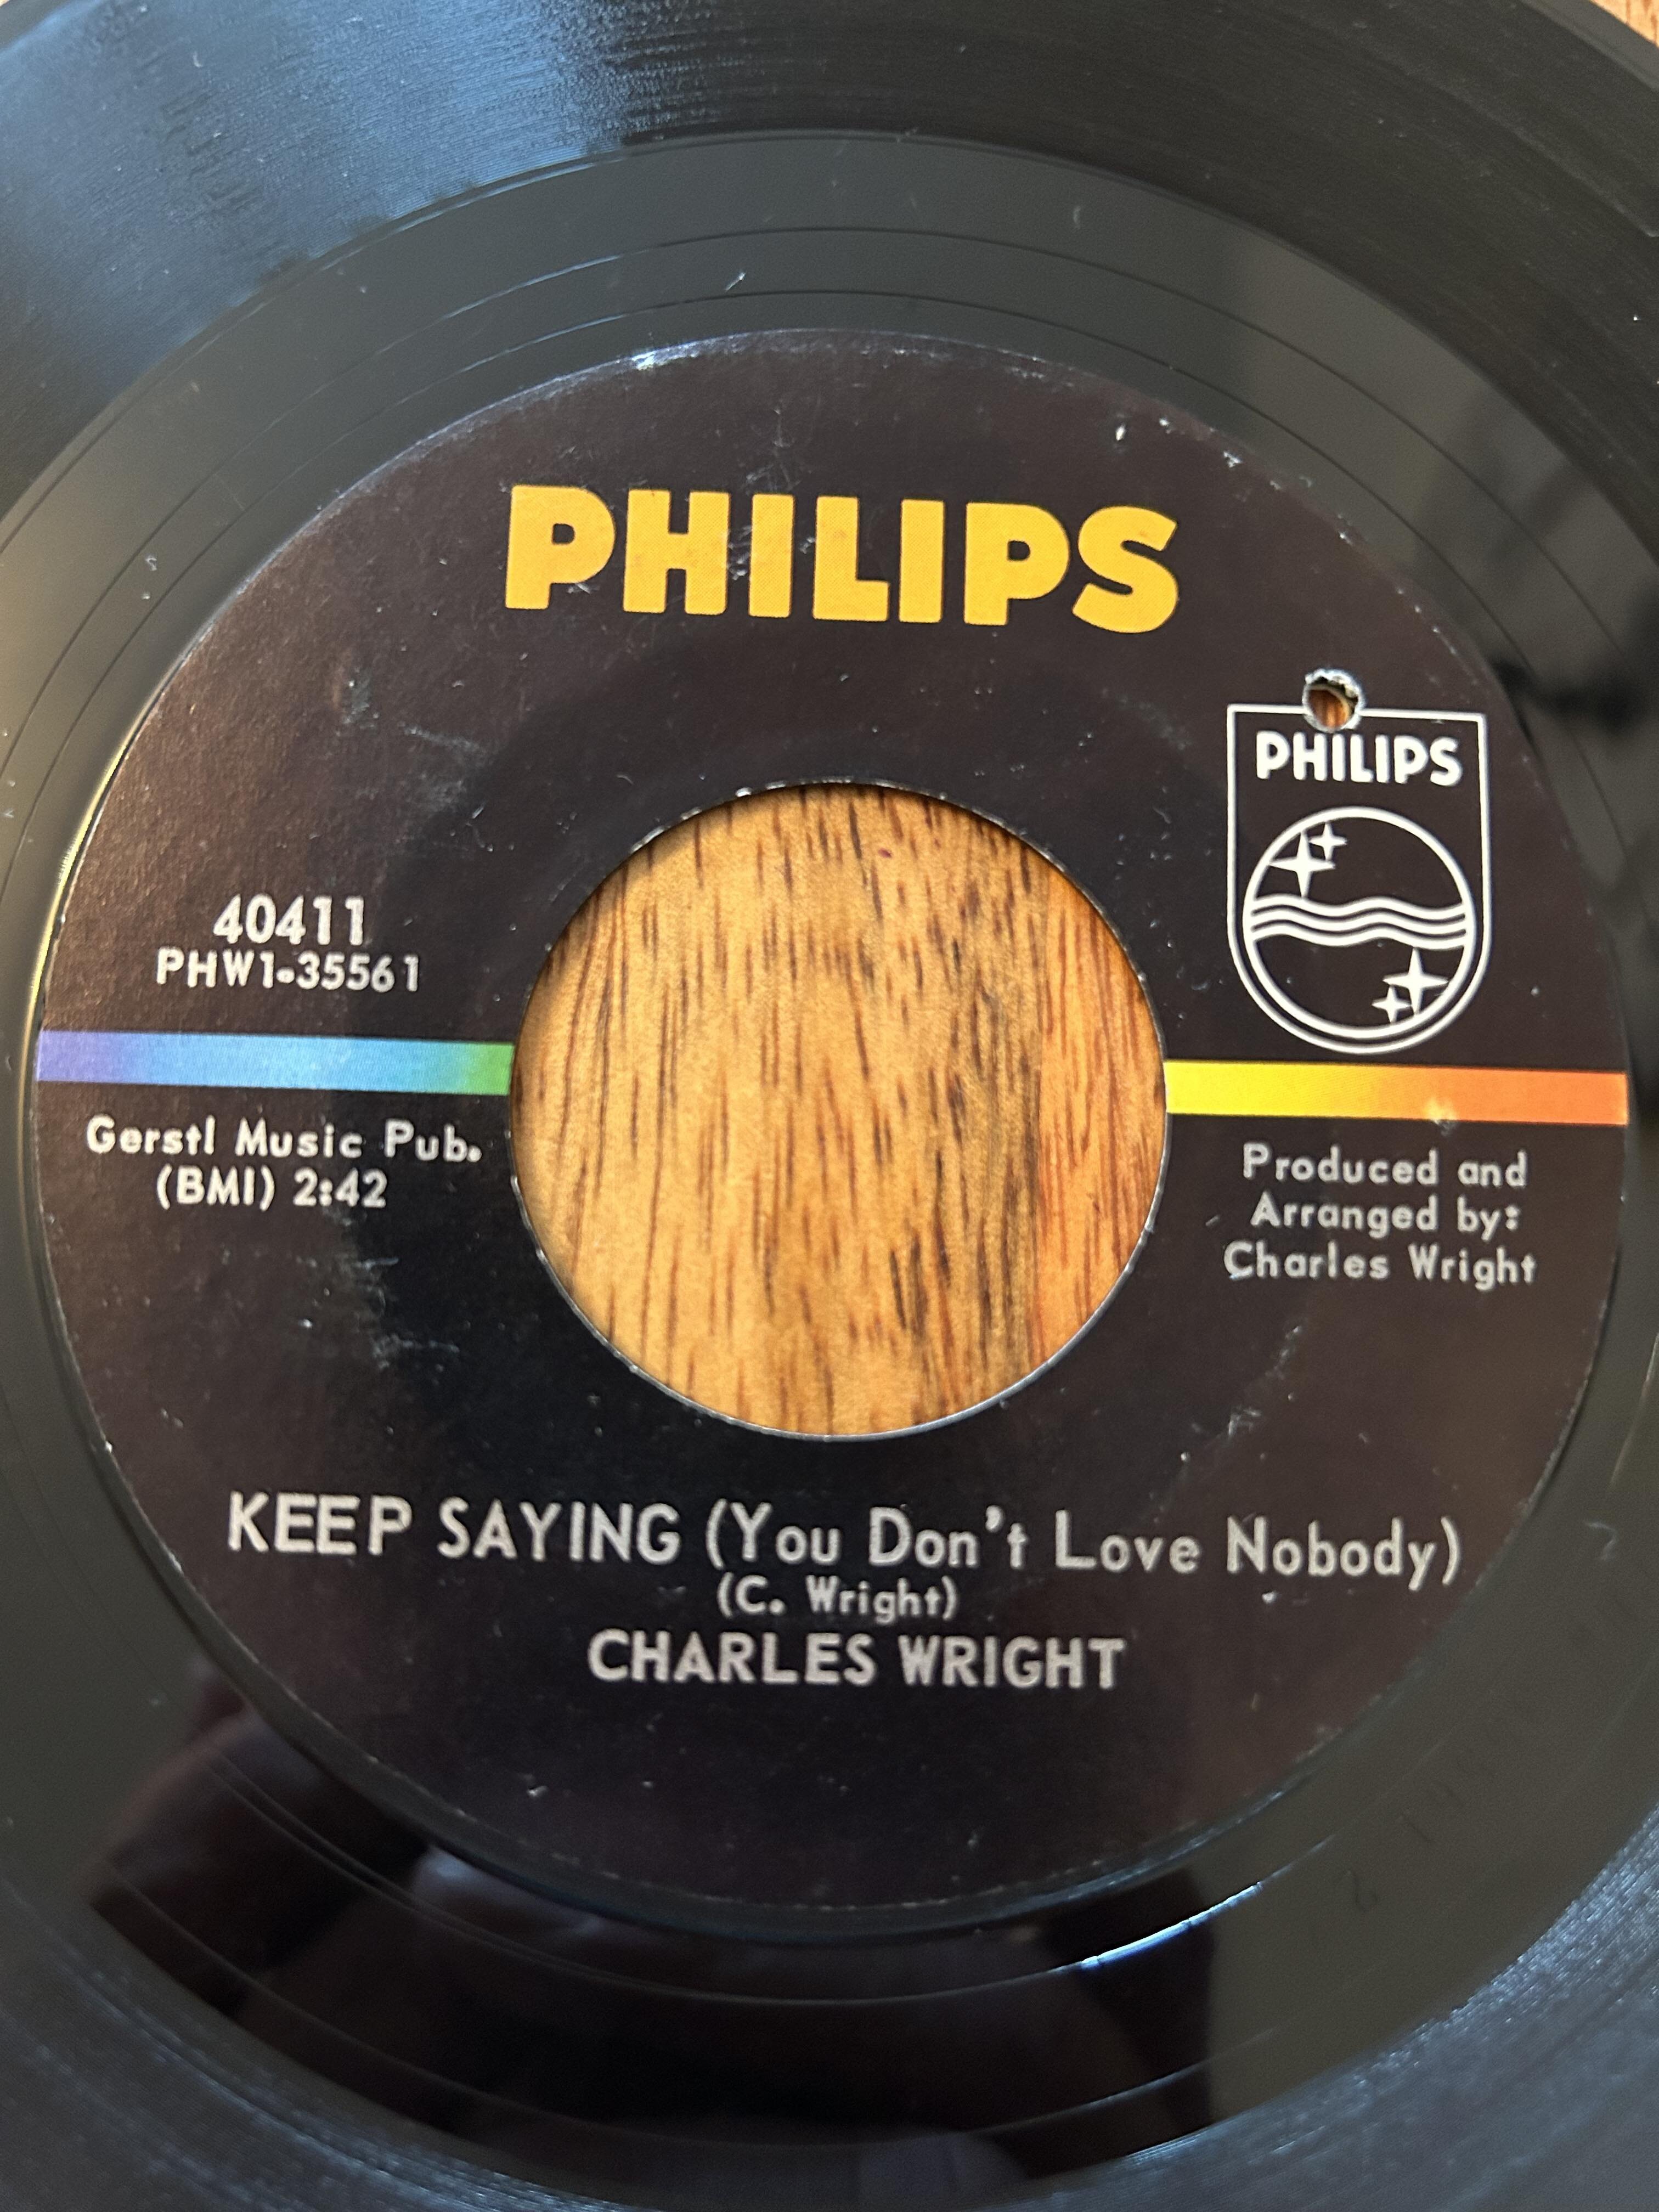 PHILIPS
PHILIPS
40411
PHW1-35561
Gerstl Music Pub.
(BMI) 2:42
Produced and
Arranged by:
Charles Wright
KEEP SAYING (You Don't Love Nobody)
(C. Wright)
CHARLES WRIGHT